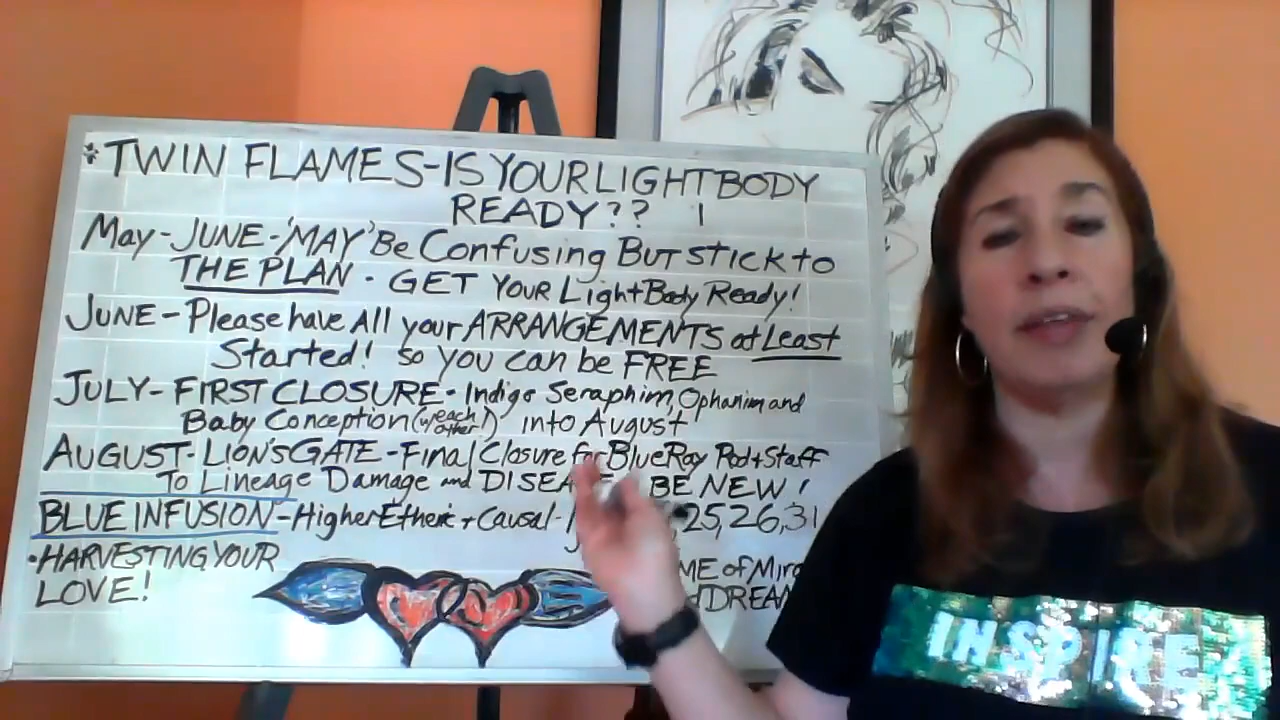 * TWIN FLAMES-IS YOUR LIGHTBODY
READY??
May-JUNE-'MAY' Be Confusing But STICK to
THE PLAN - GET YOUR LightBody Ready!
JUNE-Please have All your ARRANGEMENTS at Least
Started! so you can be FREE
JULY-FIRST CLOSURE-Indigo Seraphim, Ophanim and
Baby Conception (w/each other!) into August
AUGUST-LION'S GATE-Final Closure for BlueRay Rod+Staff
To Lineage Damage and BE NEW!
BLUE INFUSION-Higher Etheric + Causal- 25,26,31
•HARVESTING YOUR
LOVE!
of
INSPIRE